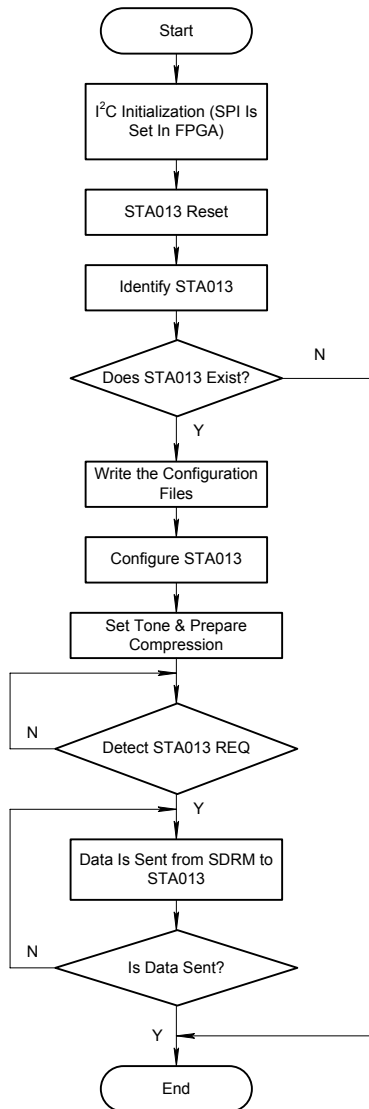 Start
I²C Initialization (SPI Is
Set In FPGA)
STA013 Reset
Identify STA013
Does STA013 Exist?
N
Y
Write the Configuration
Files
Configure STA013
Set Tone & Prepare
Compression
N
Detect STA013 REQ
Y
Data Is Sent from SDRM to
STA013
N
Is Data Sent?
Y
End